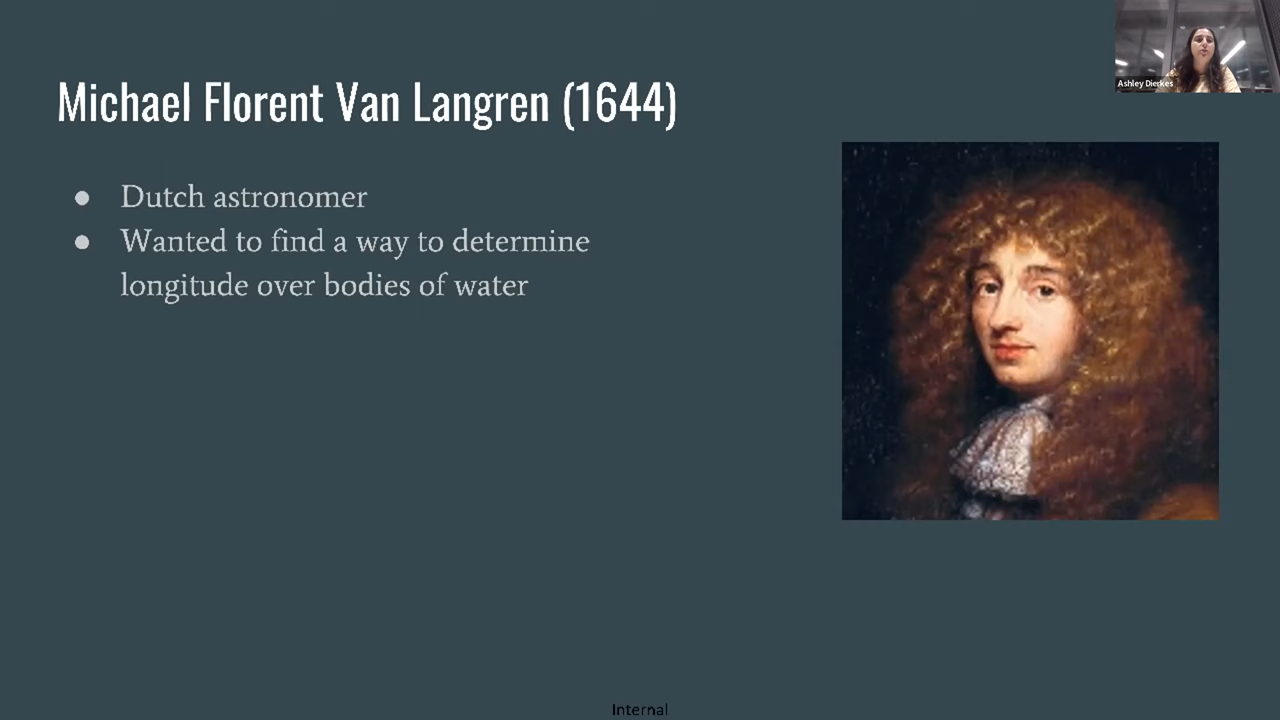 Ashley Dierkes
Michael Florent Van Langren (1644)
● Dutch astronomer
● Wanted to find a way to determine
longitude over bodies of water
Internal